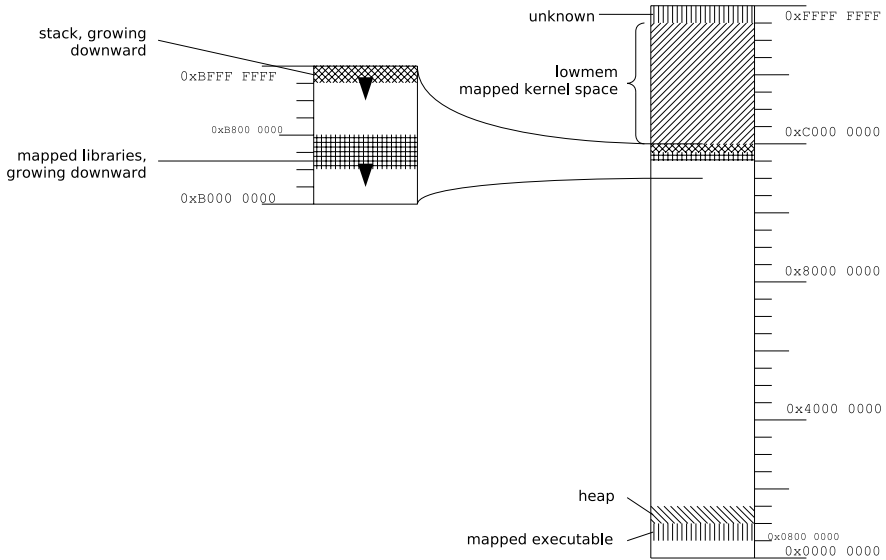 unknown
0xFFFF FFFF
stack, growing
downward
0xBFFF FFFF
lowmem
mapped kernel space
0xB800 0000
0xC000 0000
mapped libraries,
growing downward
0xB000 0000
0x8000 0000
0x4000 0000
heap
mapped executable
0x0800 0000
0x0000 0000